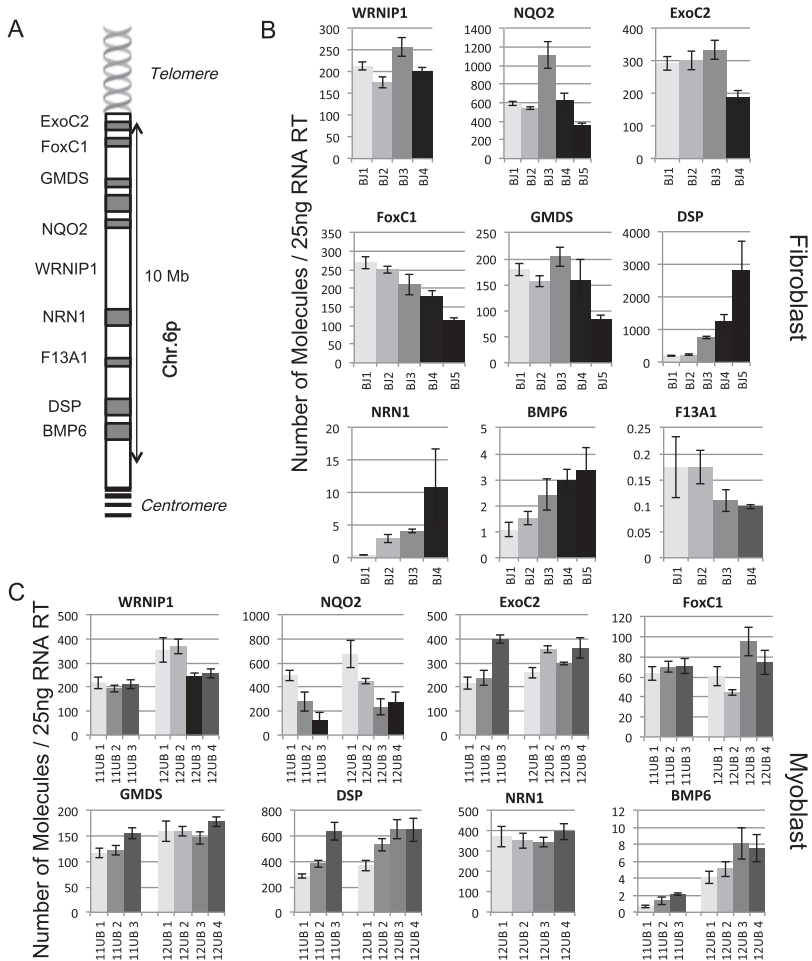 A
Telomere
ExoC2
FoxC1
GMDS
NQO2
WRNIP1
NRN1
F13A1
DSP
BMP6
10 Mb
Chr.6p
Centromere
B
Number of Molecules / 25ng RNA RT
Fibroblast
WRNIP1
300
250
200
150
100
50
0
BJ1 BJ2 BJ3 BJ4
NQO2
1400
1200
1000
800
600
400
200
0
BJ1 BJ2 BJ3 BJ4 BJ5
ExoC2
400
300
200
100
0
BJ1 BJ2 BJ3 BJ4
FoxC1
350
300
250
200
150
100
50
0
BJ1 BJ2 BJ3 BJ4 BJ5
GMDS
250
200
150
100
50
0
BJ1 BJ2 BJ3 BJ4 BJ5
DSP
4000
3000
2000
1000
0
BJ1 BJ2 BJ3 BJ4 BJ5
NRN1
20
15
10
5
0
BJ1 BJ2 BJ3 BJ4
BMP6
5
4
3
2
1
0
BJ1 BJ2 BJ3 BJ4 BJ5
F13A1
0.25
0.2
0.15
0.1
0.05
0
BJ1 BJ2 BJ3 BJ4
C
Number of Molecules / 25ng RNA RT
Myoblast
WRNIP1
500
400
300
200
100
0
11UB 1 11UB 2 11UB 3 12UB 1 12UB 2 12UB 3 12UB 4
NQO2
1000
800
600
400
200
0
11UB 1 11UB 2 11UB 3 12UB 1 12UB 2 12UB 3 12UB 4
ExoC2
500
400
300
200
100
0
11UB 1 11UB 2 11UB 3 12UB 1 12UB 2 12UB 3 12UB 4
FoxC1
120
100
80
60
40
20
0
11UB 1 11UB 2 11UB 3 12UB 1 12UB 2 12UB 3 12UB 4
GMDS
200
150
100
50
0
11UB 1 11UB 2 11UB 3 12UB 1 12UB 2 12UB 3 12UB 4
DSP
800
600
400
200
0
11UB 1 11UB 2 11UB 3 12UB 1 12UB 2 12UB 3 12UB 4
NRN1
500
400
300
200
100
0
12UB 1 12UB 2 12UB 3 12UB 4
BMP6
12
10
8
6
4
2
0
11UB 1 11UB 2 11UB 3 12UB 1 12UB 2 12UB 3 12UB 4